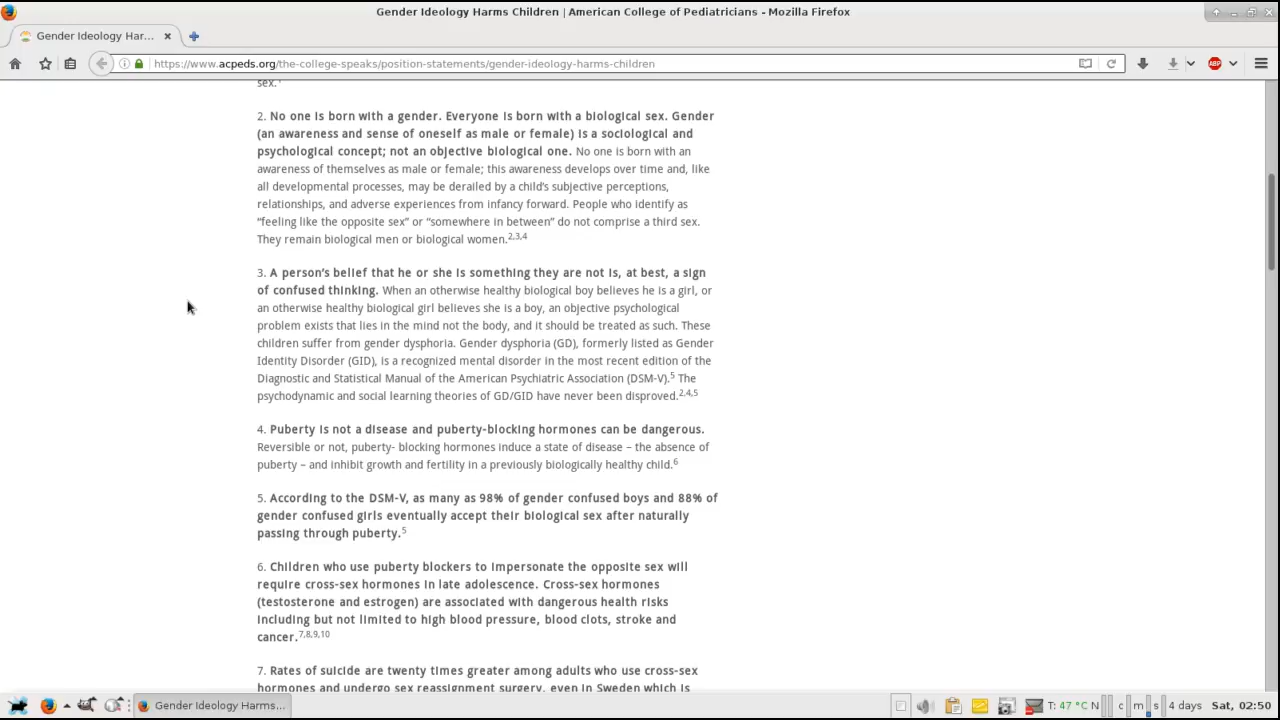 Gender Ideology Harms Children | American College of Pediatricians - Mozilla Firefox
Gender Ideology Har...
https://www.acpeds.org/the-college-speaks/position-statements/gender-ideology-harms-children
ABP
sex.1
2. No one is born with a gender. Everyone is born with a biological sex. Gender
(an awareness and sense of oneself as male or female) is a sociological and
psychological concept; not an objective biological one. No one is born with an
awareness of themselves as male or female; this awareness develops over time and, like
all developmental processes, may be derailed by a child's subjective perceptions,
relationships, and adverse experiences from infancy forward. People who identify as
“feeling like the opposite sex” or “somewhere in between” do not comprise a third sex.
They remain biological men or biological women.2,3,4
3. A person's belief that he or she is something they are not is, at best, a sign
of confused thinking. When an otherwise healthy biological boy believes he is a girl, or
an otherwise healthy biological girl believes she is a boy, an objective psychological
problem exists that lies in the mind not the body, and it should be treated as such. These
children suffer from gender dysphoria. Gender dysphoria (GD), formerly listed as Gender
Identity Disorder (GID), is a recognized mental disorder in the most recent edition of the
Diagnostic and Statistical Manual of the American Psychiatric Association (DSM-V).5 The
psychodynamic and social learning theories of GD/GID have never been disproved.2,4,5
4. Puberty is not a disease and puberty-blocking hormones can be dangerous.
Reversible or not, puberty- blocking hormones induce a state of disease – the absence of
puberty – and inhibit growth and fertility in a previously biologically healthy child.6
5. According to the DSM-V, as many as 98% of gender confused boys and 88% of
gender confused girls eventually accept their biological sex after naturally
passing through puberty.5
6. Children who use puberty blockers to impersonate the opposite sex will
require cross-sex hormones in late adolescence. Cross-sex hormones
(testosterone and estrogen) are associated with dangerous health risks
including but not limited to high blood pressure, blood clots, stroke and
cancer.7,8,9,10
7. Rates of suicide are twenty times greater among adults who use cross-sex
hormones and undergo sex reassignment surgery, even in Sweden which is
Gender Ideology Harms...
T: 47 °C N
c m s 4 days Sat, 02:50